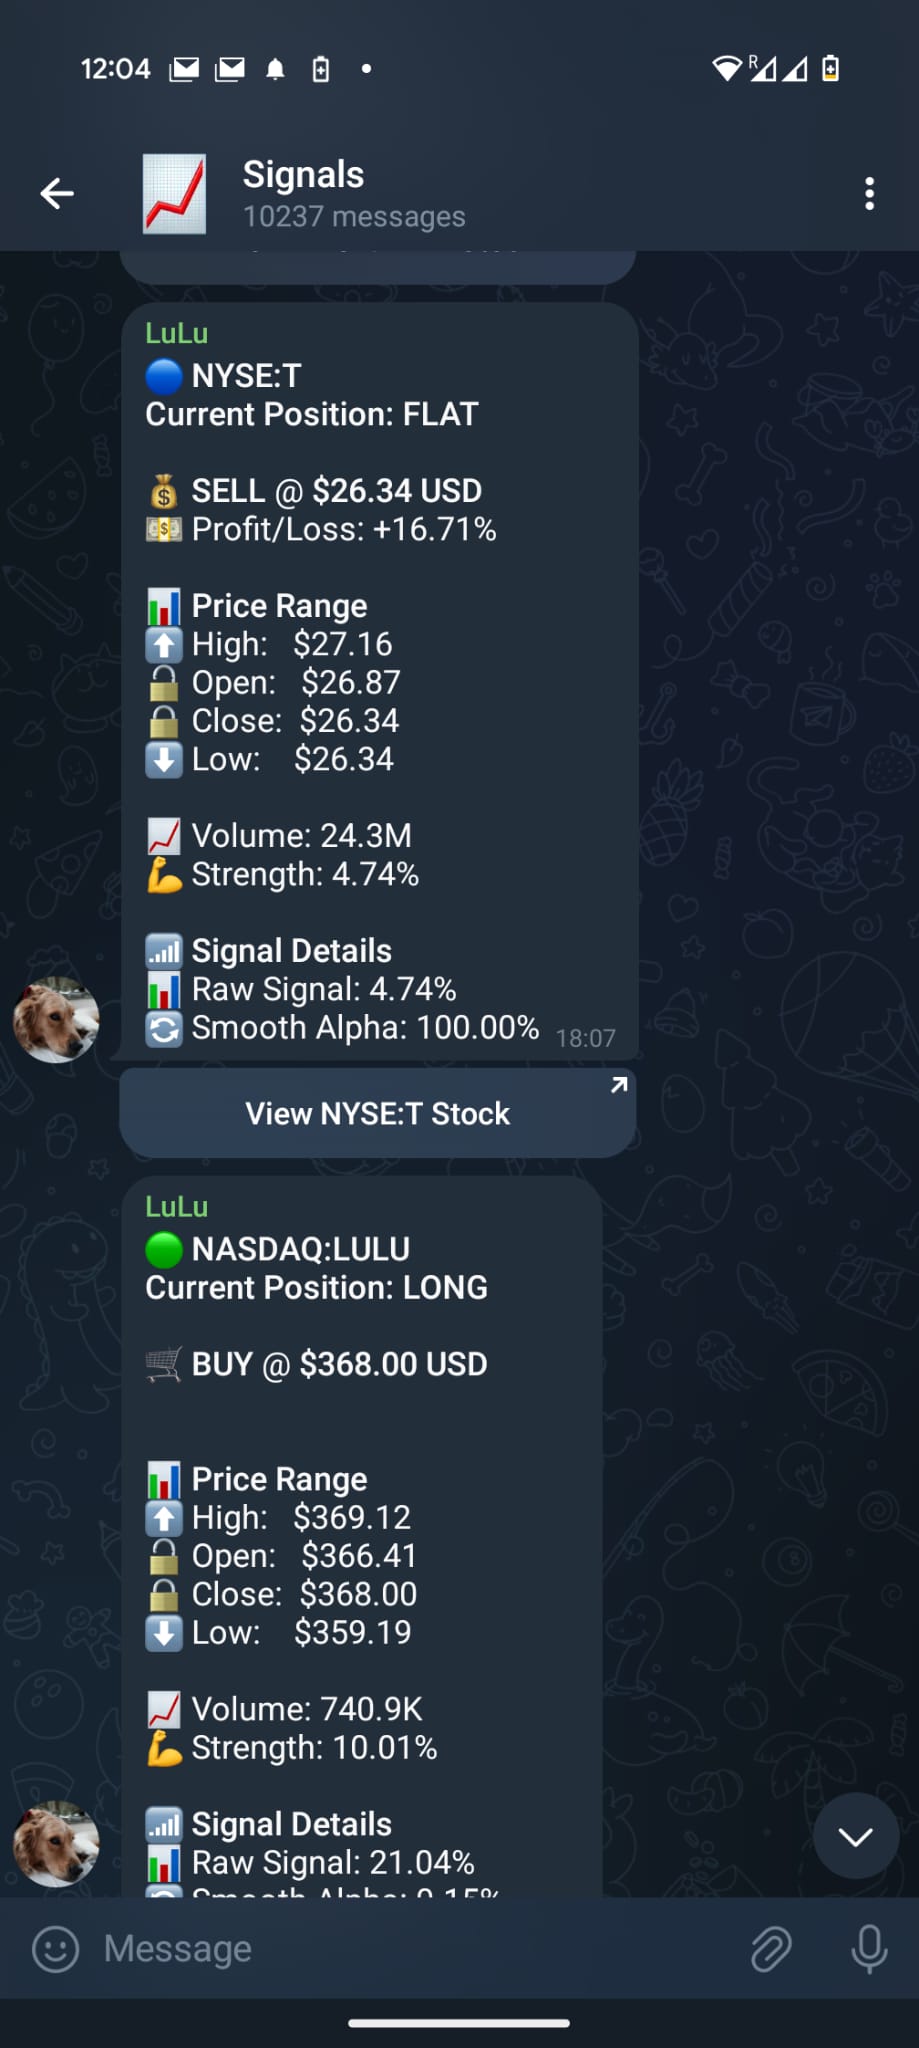 12:04
R
Signals
10237 messages
LuLu
NYSE:T
Current Position: FLAT
SELL @ $26.34 USD
Profit/Loss: +16.71%
Price Range
High: $27.16
Open: $26.87
Close: $26.34
Low: $26.34
Volume: 24.3M
Strength: 4.74%
Signal Details
Raw Signal: 4.74%
Smooth Alpha: 100.00%
18:07
View NYSE:T Stock
LuLu
NASDAQ:LULU
Current Position: LONG
BUY @ $368.00 USD
Price Range
High: $369.12
Open: $366.41
Close: $368.00
Low: $359.19
Volume: 740.9K
Strength: 10.01%
Signal Details
Raw Signal: 21.04%
Smooth Alpha:
Message